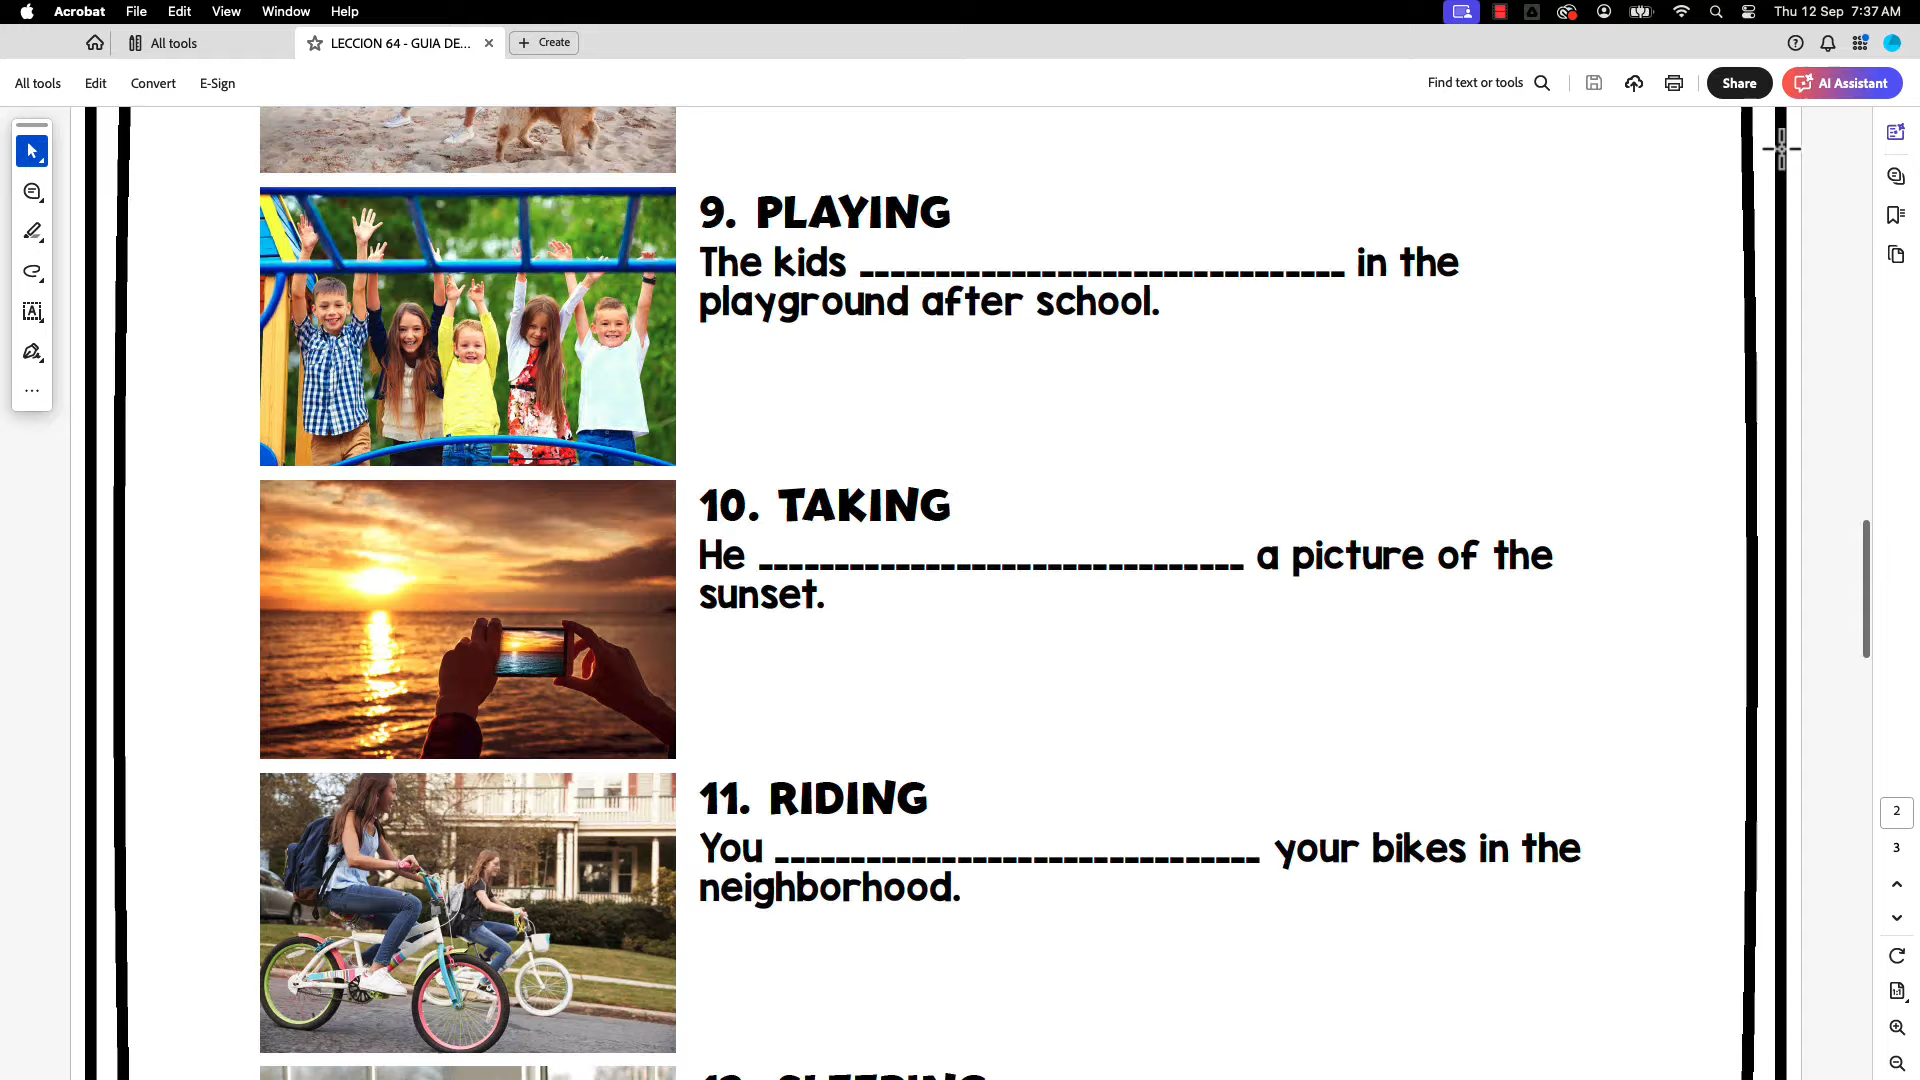 Acrobat File Edit View Window Help Thu 12 Sep 7:37 AM
All tools LECCION 64 - GUIA DE... Create
All tools Edit Convert E-Sign Find text or tools Share AI Assistant
9. PLAYING
The kids ________________________________ in the
playground after school.
10. TAKING
He ________________________________ a picture of the
sunset.
11. RIDING
You ________________________________ your bikes in the
neighborhood.
2
3